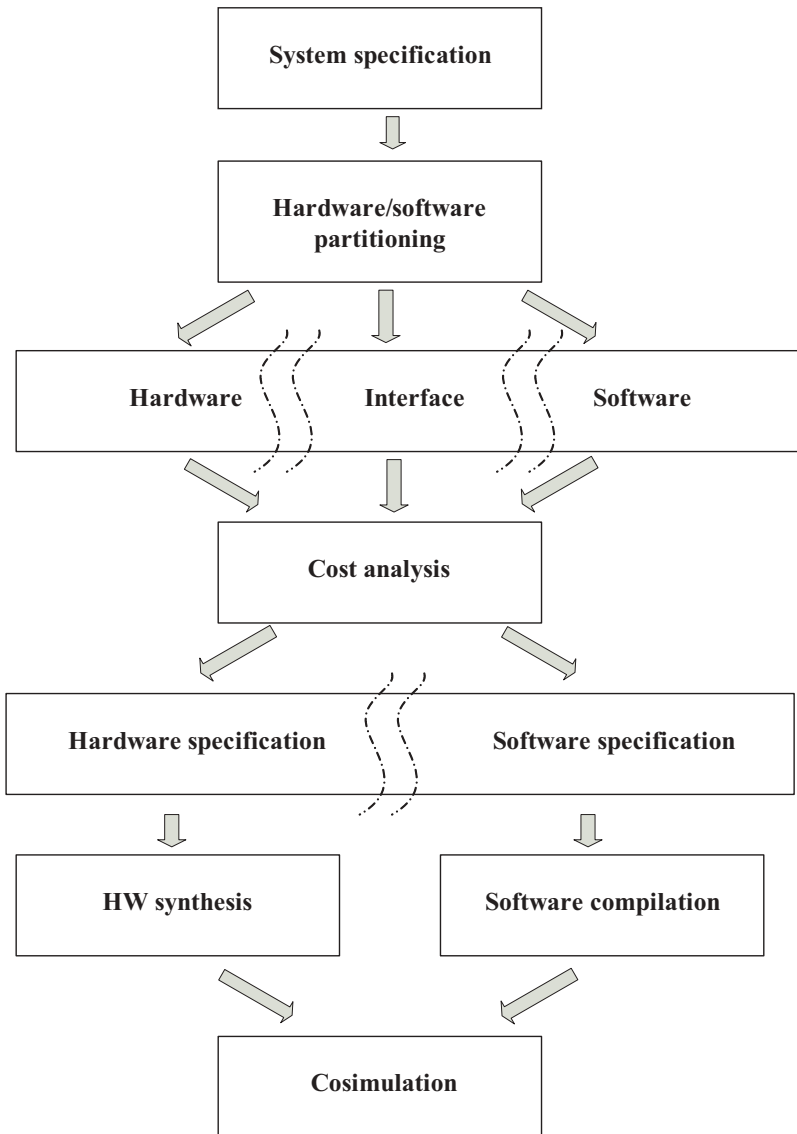 System specification
Hardware/software
partitioning
Hardware Interface Software
Cost analysis
Hardware specification Software specification
HW synthesis Software compilation
Cosimulation